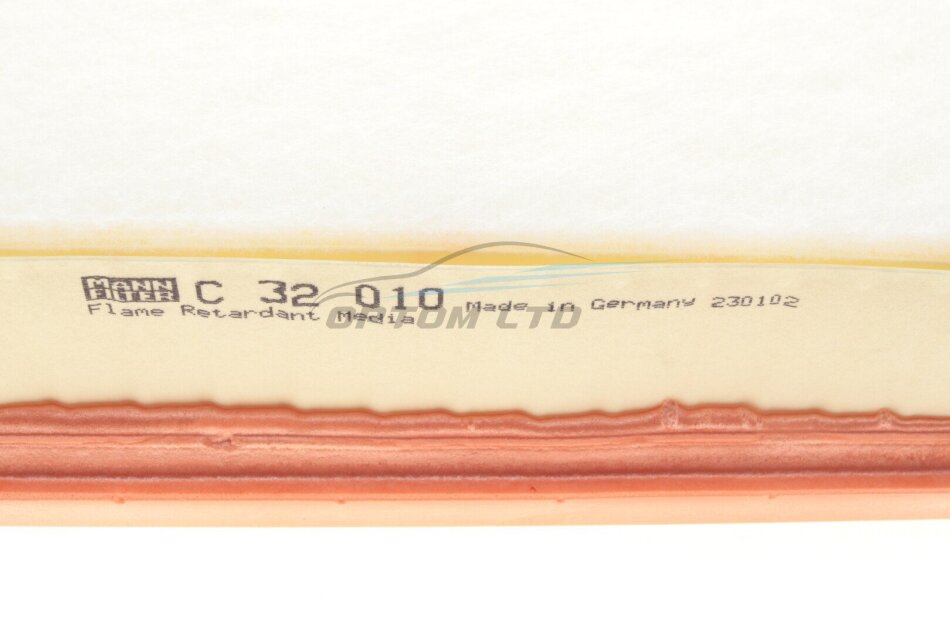 MANN FILTER C 32 010 Made in Germany 230102
Flame Retardant Media
OPTOM LTD